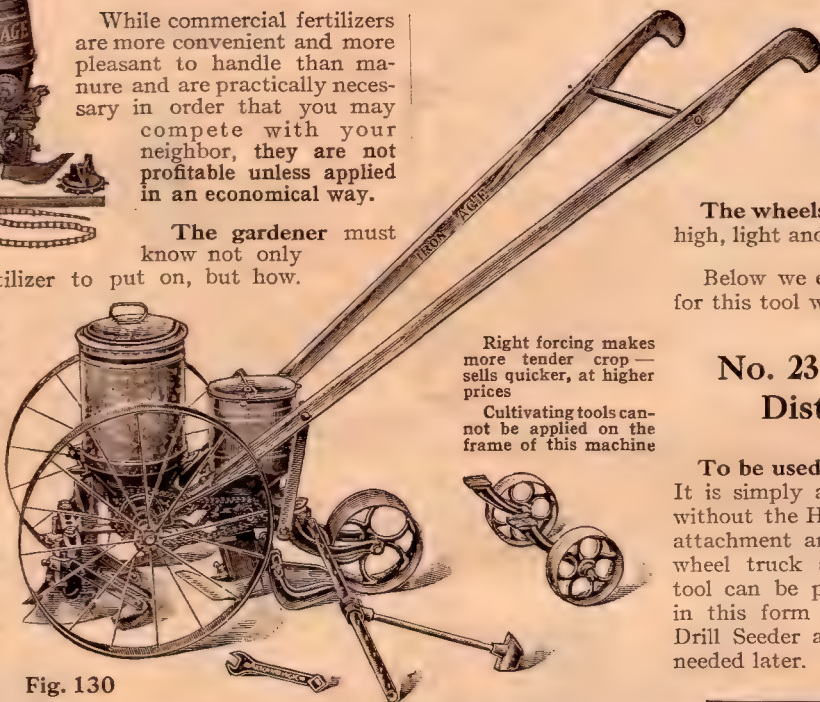 While commercial fertilizers
are more convenient and more
pleasant to handle than ma-
nure and are practically neces-
sary in order that you may
compete with your
neighbor, they are not
profitable unless applied
in an economical way.
The gardener must
know not only
tilizer to put on, but how.
IRON AGE
Right forcing makes
more tender crop —
sells quicker, at higher
prices
Cultivating tools can-
not be applied on the
frame of this machine
Fig. 130
The wheels
high, light and
Below we
for this tool
No. 23
Dist
To be used
It is simply
without the
attachment
wheel truck
tool can be
in this form
Drill Seeder
needed later.